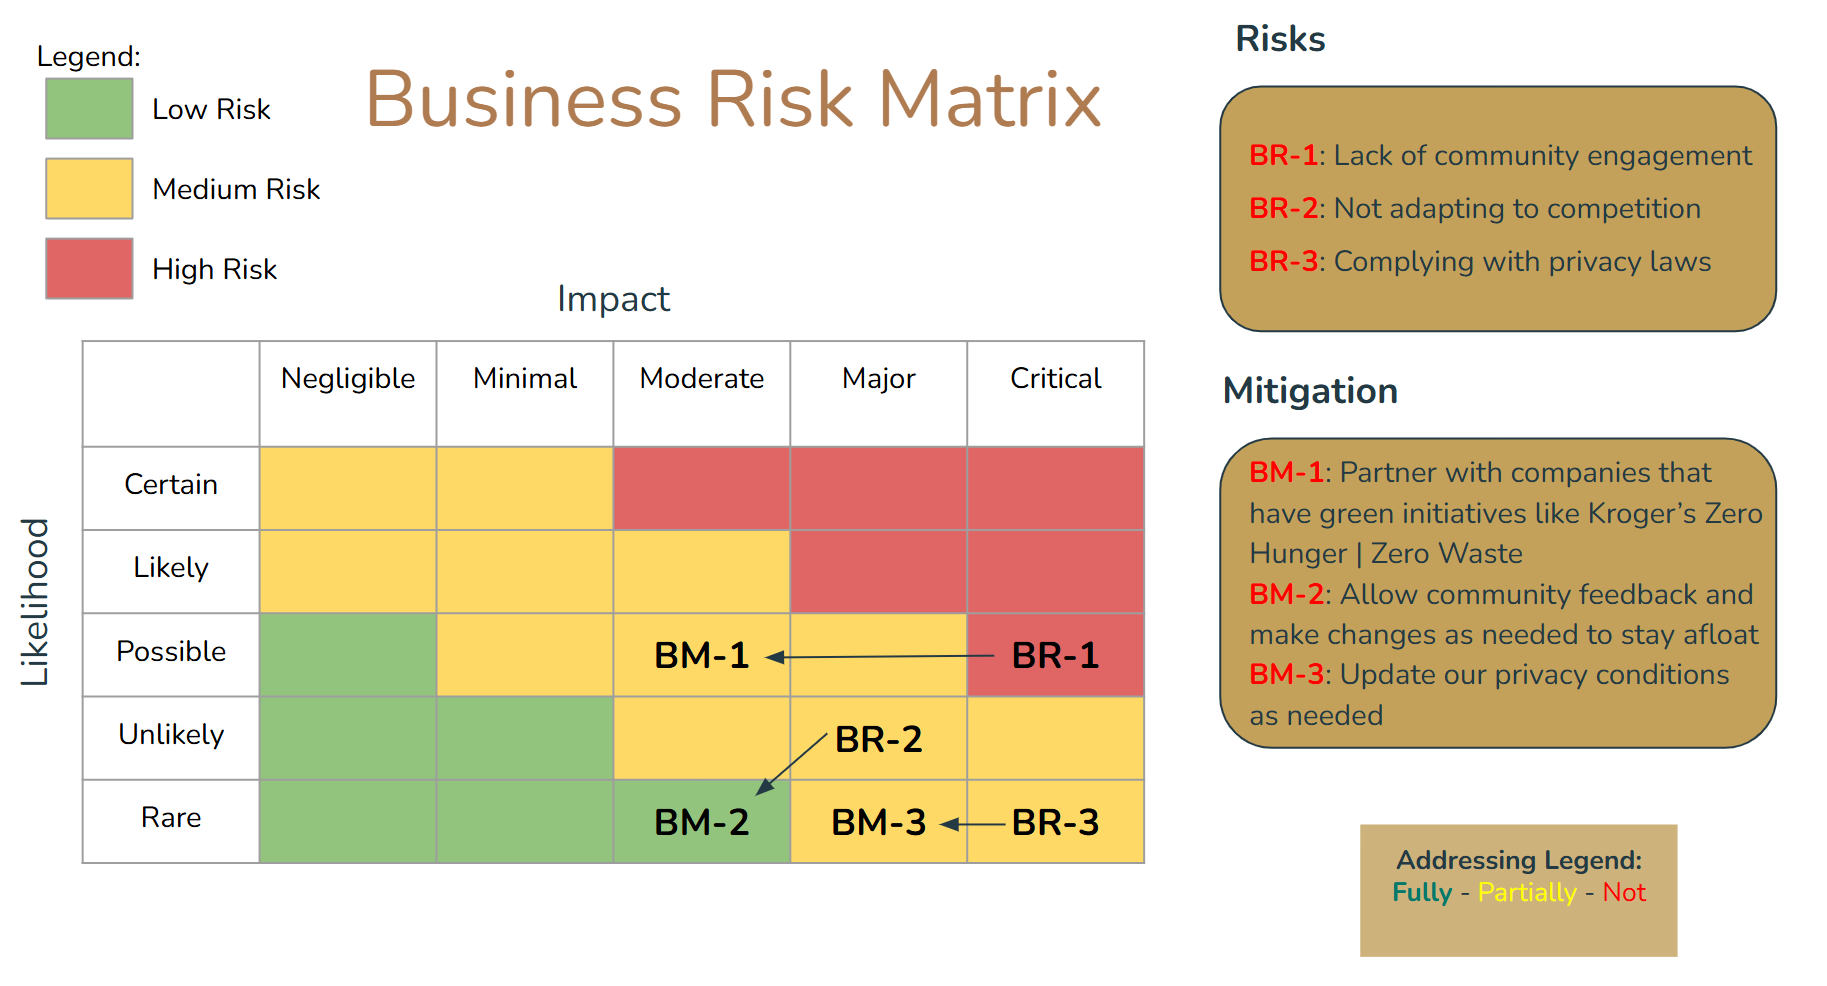 Legend:
Low Risk
Medium Risk
High Risk
Business Risk Matrix
Impact
Likelihood
Negligible Minimal Moderate Major Critical
Certain
Likely
Possible BM-1 BR-1
Unlikely BR-2
Rare BM-2 BM-3 BR-3
Risks
BR-1: Lack of community engagement
BR-2: Not adapting to competition
BR-3: Complying with privacy laws
Mitigation
BM-1: Partner with companies that
have green initiatives like Kroger’s Zero
Hunger | Zero Waste
BM-2: Allow community feedback and
make changes as needed to stay afloat
BM-3: Update our privacy conditions
as needed
Addressing Legend:
Fully - Partially - Not